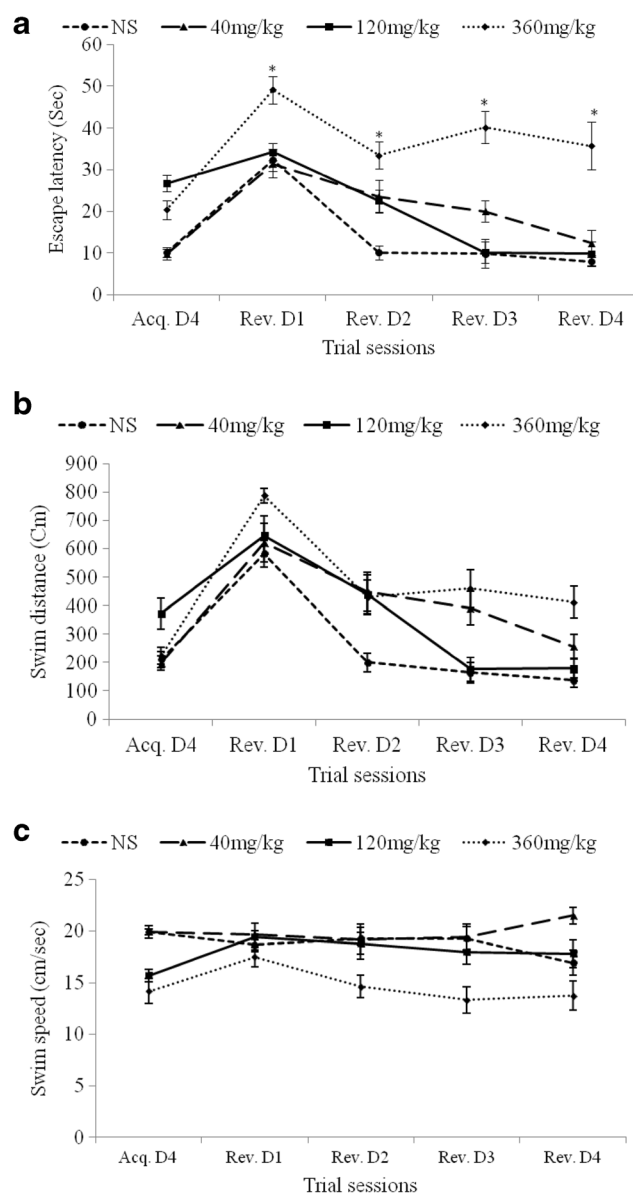 a
NS 40mg/kg 120mg/kg 360mg/kg
60
50
40
30
20
10
0
Escape latency (Sec)
* * * *
Acq. D4 Rev. D1 Rev. D2 Rev. D3 Rev. D4
Trial sessions
b
NS 40mg/kg 120mg/kg 360mg/kg
900
800
700
600
500
400
300
200
100
0
Swim distance (Cm)
Acq. D4 Rev. D1 Rev. D2 Rev. D3 Rev. D4
Trial sessions
c
NS 40mg/kg 120mg/kg 360mg/kg
25
20
15
10
5
0
Swim speed (cm/sec)
Acq. D4 Rev. D1 Rev. D2 Rev. D3 Rev. D4
Trial sessions